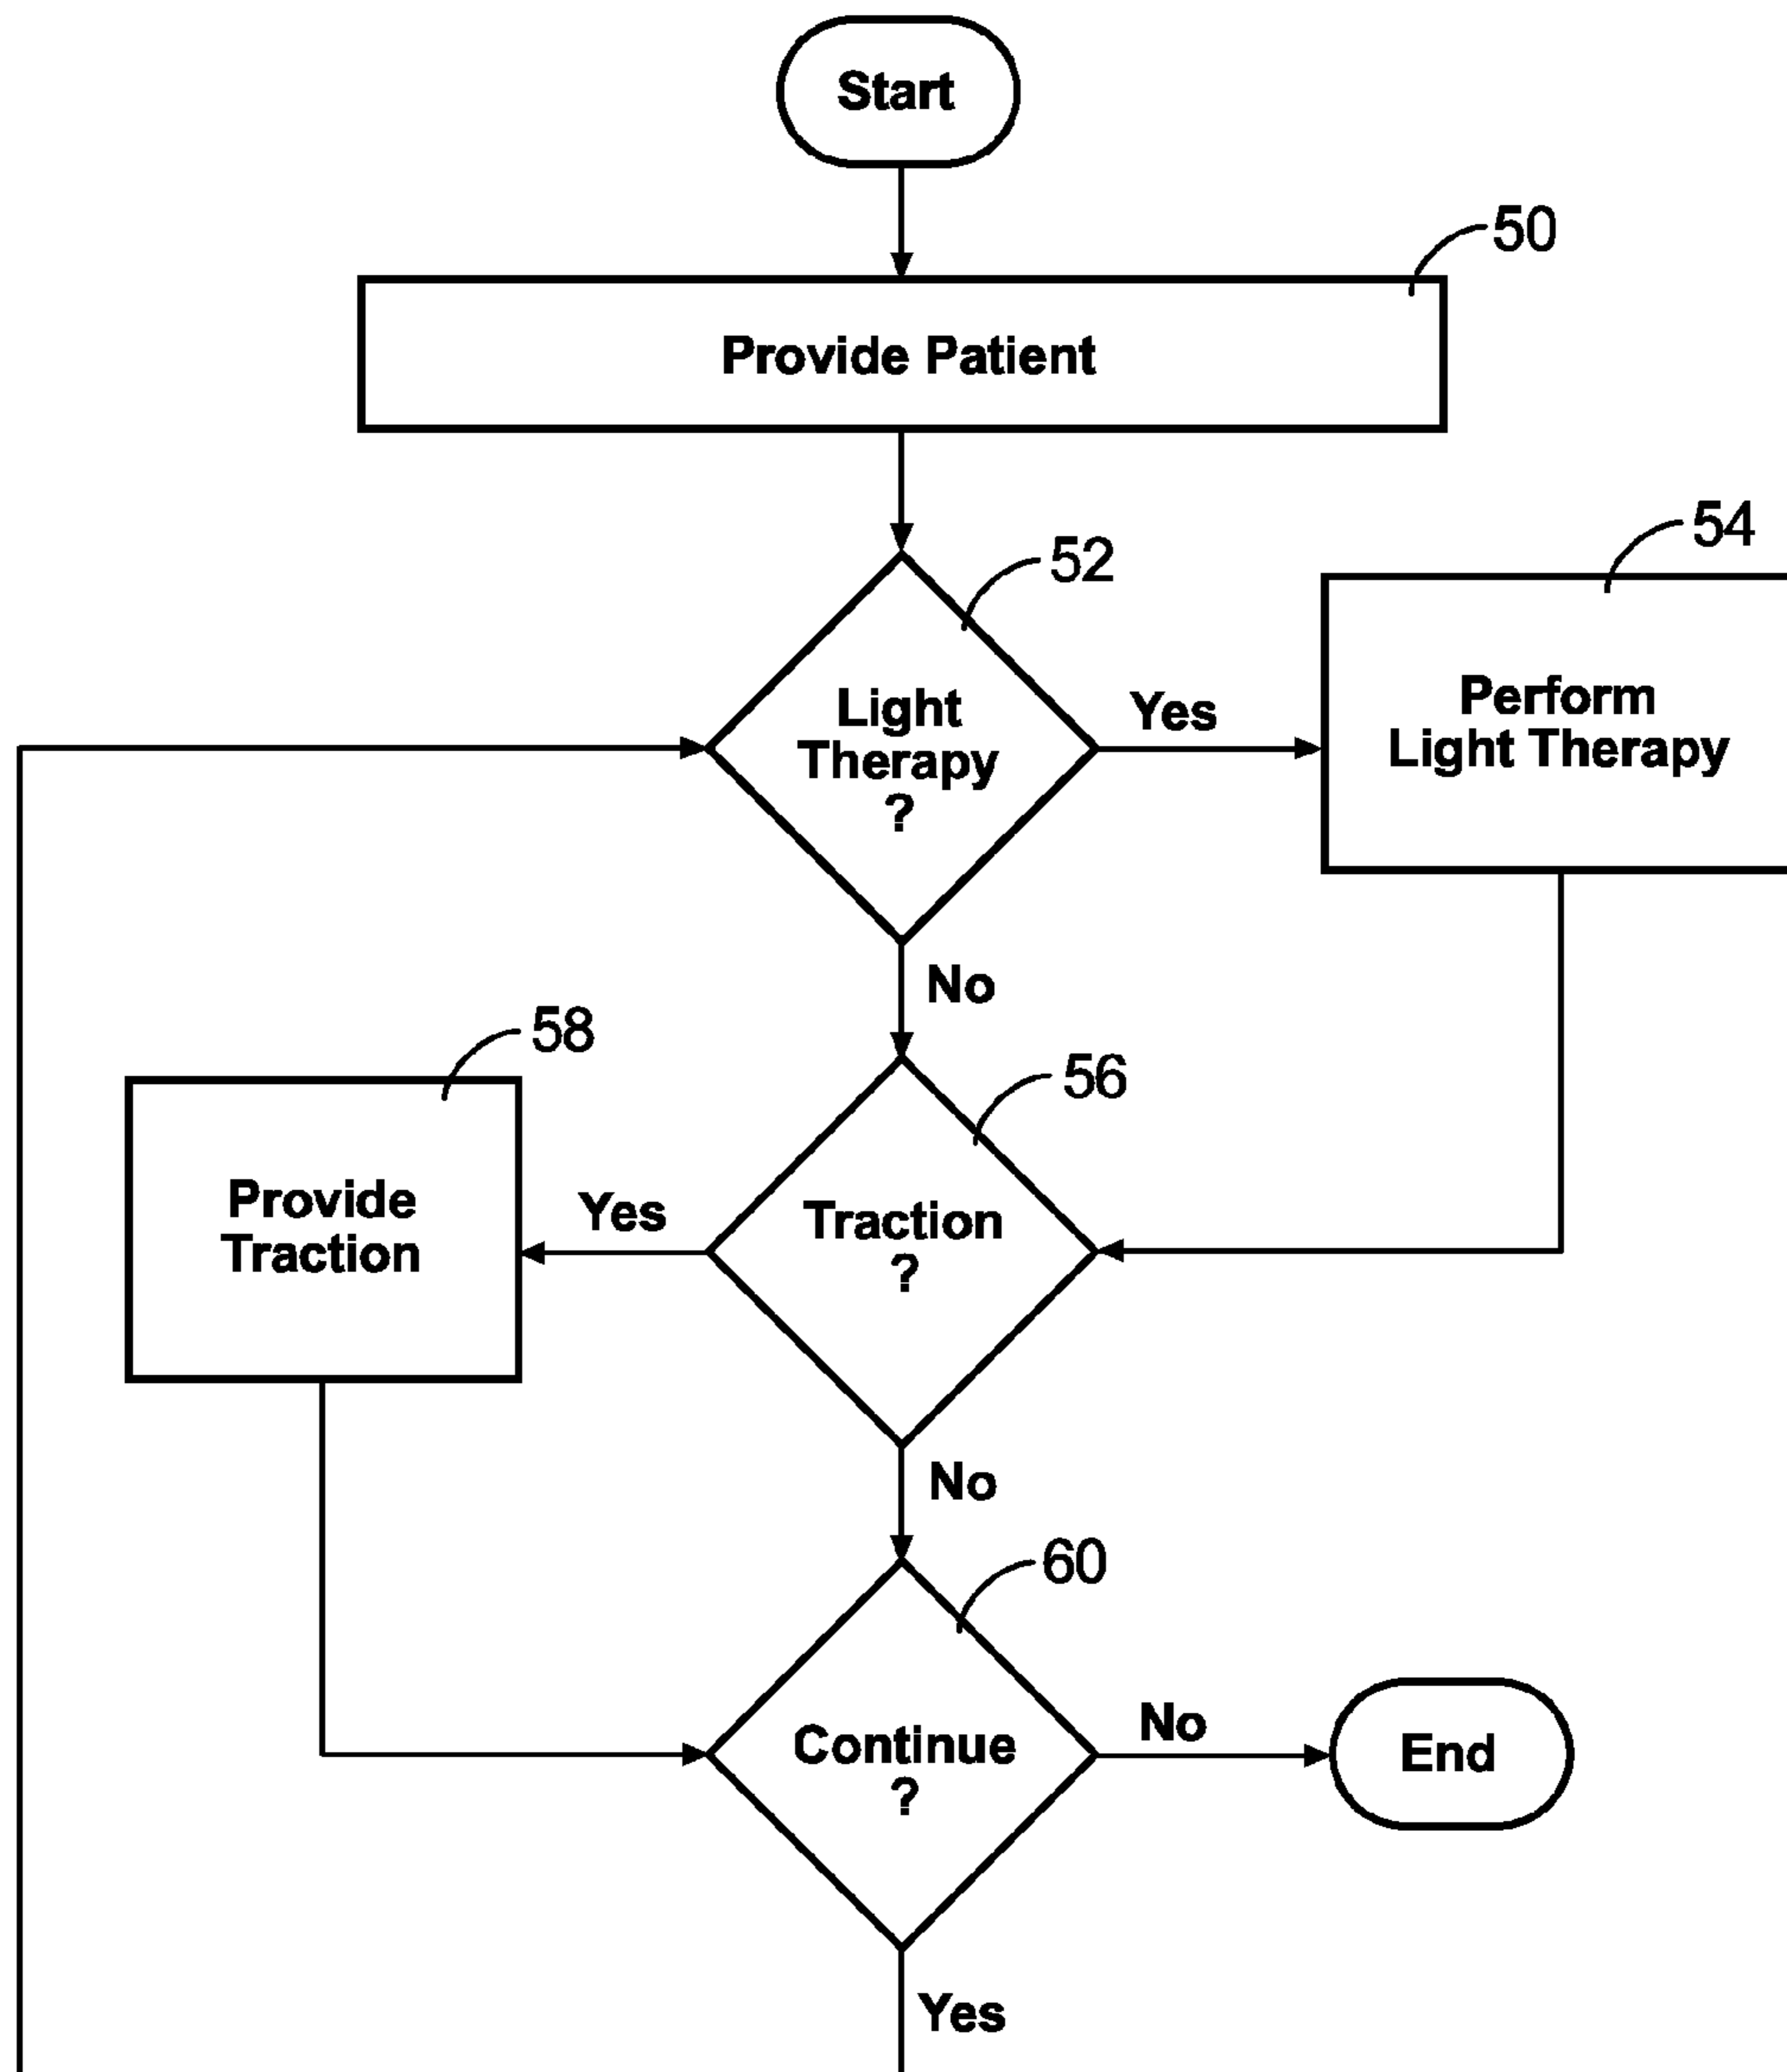 Start
50
Provide Patient
52
54
Light
Therapy
?
Yes
Perform
Light Therapy
No
58
56
Provide
Traction
Yes
Traction
?
No
60
Continue
?
No
End
Yes